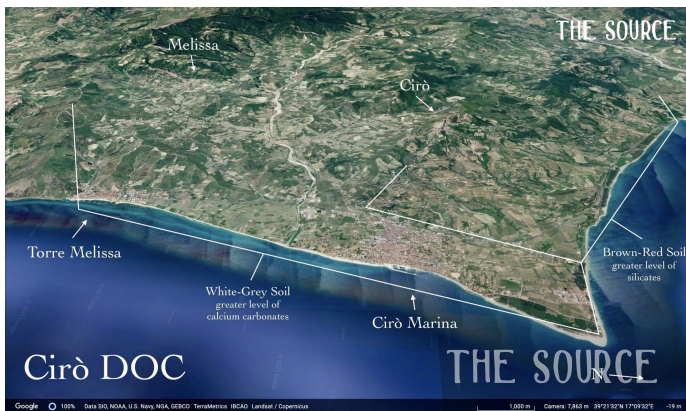 THE SOURCE
Melissa
Cirò
Torre Melissa
Brown-Red Soil
greater level of
silicates
White-Grey Soil
greater level of
calcium carbonates
Cirò Marina
Cirò DOC
THE SOURCE
N
Google 100% Data SIO, NOAA, U.S. Navy, NGA, GEBCO TerraMetrics IBCAO Landsat / Copernicus 1,000 m Camera: 7,863 m 39°21'32"N 17°09'32"E -19 m